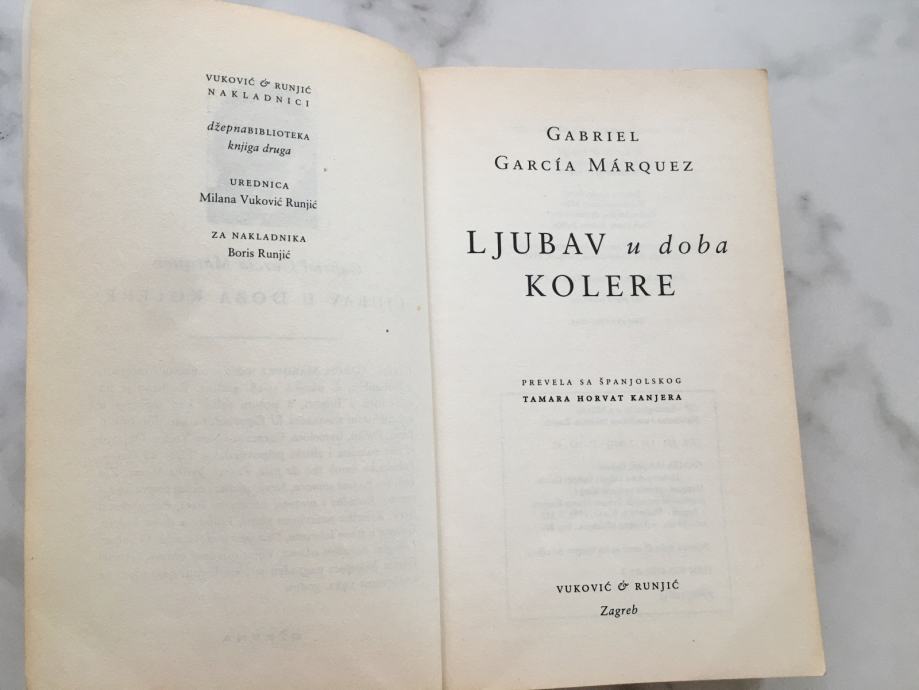 VUKOVIĆ & RUNJIĆ
NAKLADNICI
džepnaBIBLIOTEKA
knjiga druga
UREDNICA
Milana Vuković Runjić
ZA NAKLADNIKA
Boris Runjić
GABRIEL
GARCÍA MÁRQUEZ
LJUBAV u doba
KOLERE
PREVELA SA ŠPANJOLSKOG
TAMARA HORVAT KANJERA
VUKOVIĆ & RUNJIĆ
Zagreb